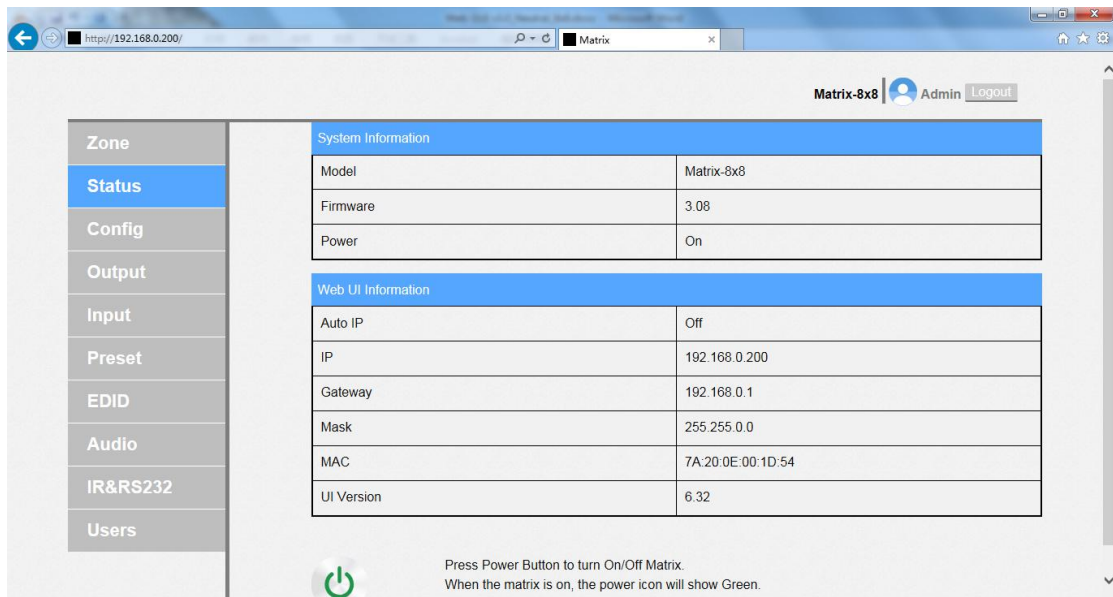 http://192.168.0.200/
Matrix
Matrix-8x8 Admin Logout
Zone
Status
Config
Output
Input
Preset
EDID
Audio
IR&RS232
Users
System Information
Model Matrix-8x8
Firmware 3.08
Power On
Web UI Information
Auto IP Off
IP 192.168.0.200
Gateway 192.168.0.1
Mask 255.255.0.0
MAC 7A:20:0E:00:1D:54
UI Version 6.32
Press Power Button to turn On/Off Matrix.
When the matrix is on, the power icon will show Green.